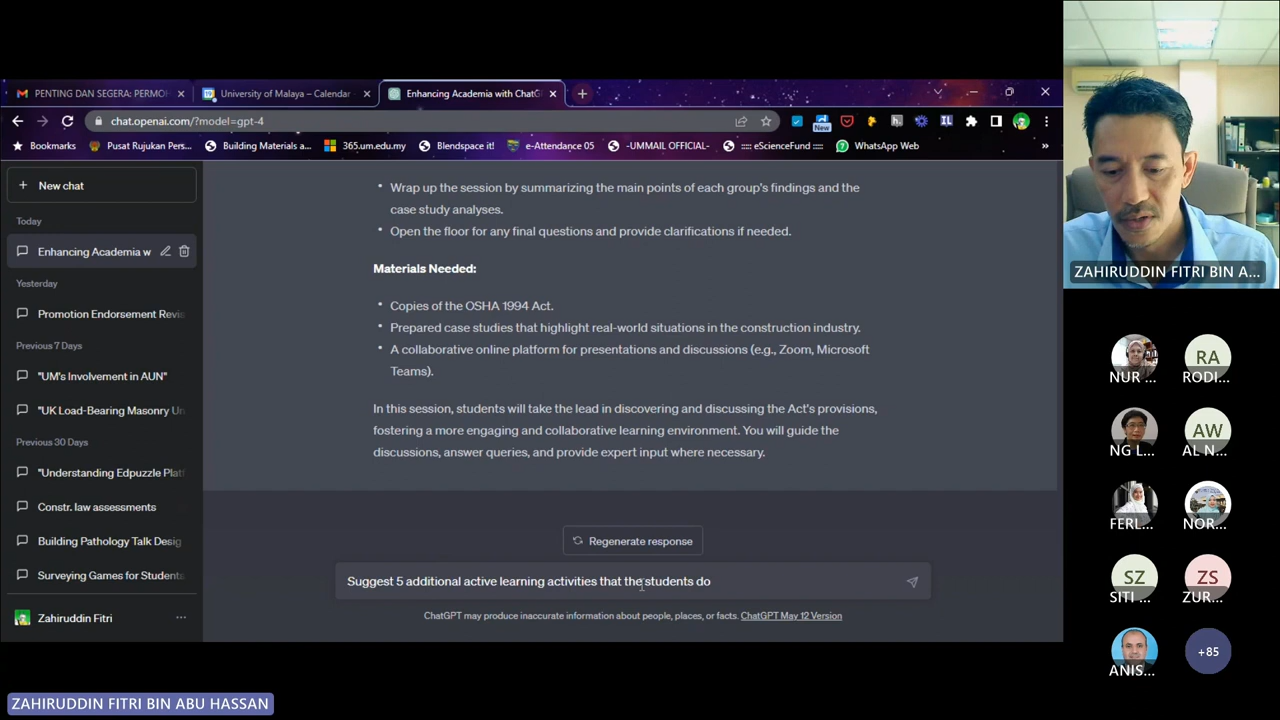 PENTING DAN SEGERA: PERMO
University of Malaya – Calendar -
Enhancing Academia with ChatG
chat.openai.com/?model=gpt-4
New
IL
Bookmarks
Pusat Rujukan Pers...
Building Materials a...
365.um.edu.my
Blendspace it!
e-Attendance 05
-UMMAIL OFFICIAL-
::::: eScienceFund ::::
WhatsApp Web
New chat
Today
Enhancing Academia w
Yesterday
Promotion Endorsement Revis
Previous 7 Days
"UM's Involvement in AUN"
"UK Load-Bearing Masonry Un
Previous 30 Days
"Understanding Edpuzzle Platf
Constr. law assessments
Building Pathology Talk Desig
Surveying Games for Students
Zahiruddin Fitri
Wrap up the session by summarizing the main points of each group's findings and the
case study analyses.
Open the floor for any final questions and provide clarifications if needed.
Materials Needed:
Copies of the OSHA 1994 Act.
Prepared case studies that highlight real-world situations in the construction industry.
A collaborative online platform for presentations and discussions (e.g., Zoom, Microsoft
Teams).
In this session, students will take the lead in discovering and discussing the Act's provisions,
fostering a more engaging and collaborative learning environment. You will guide the
discussions, answer queries, and provide expert input where necessary.
Regenerate response
Suggest 5 additional active learning activities that the students do
ChatGPT may produce inaccurate information about people, places, or facts. ChatGPT May 12 Version
ZAHIRUDDIN FITRI BIN A...
NUR ...
RA
RODI...
NG L...
AW
AL N...
FERL...
NOR...
SZ
SITI ...
ZS
ZUR...
ANIS...
+85
ZAHIRUDDIN FITRI BIN ABU HASSAN